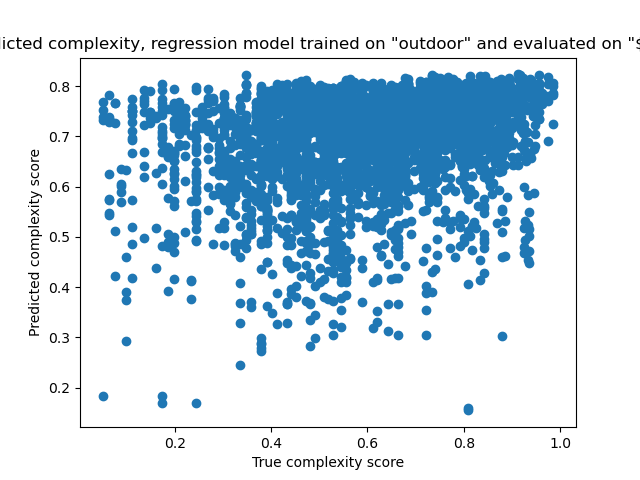 complexity, regression model trained on "outdoor" and evaluated on
0.8
0.7
0.6
0.5
0.4
0.3
0.2
Predicted complexity score
0.2 0.4 0.6 0.8 1.0
True complexity score